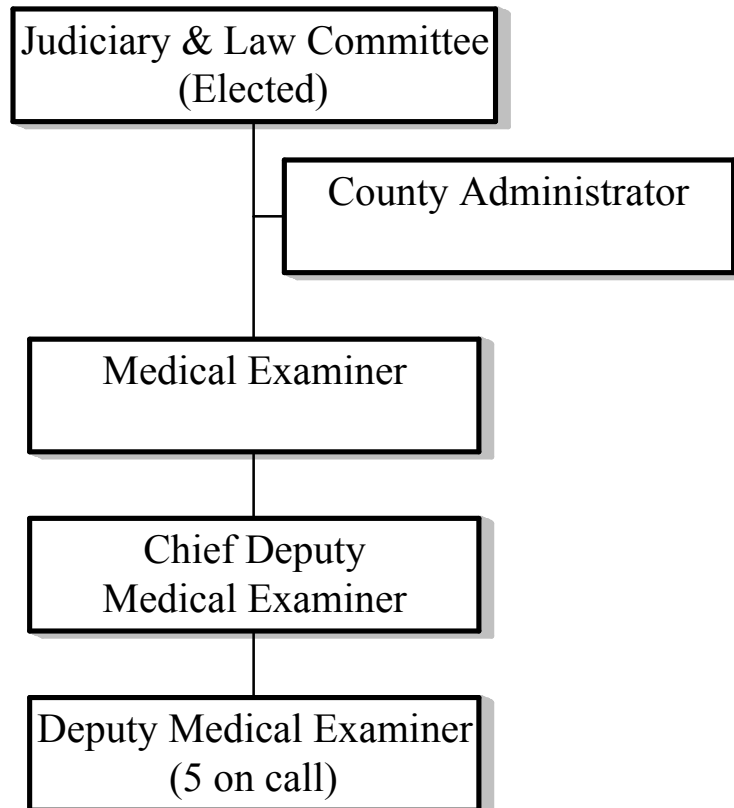 Judiciary & Law Committee
(Elected)
County Administrator
Medical Examiner
Chief Deputy
Medical Examiner
Deputy Medical Examiner
(5 on call)